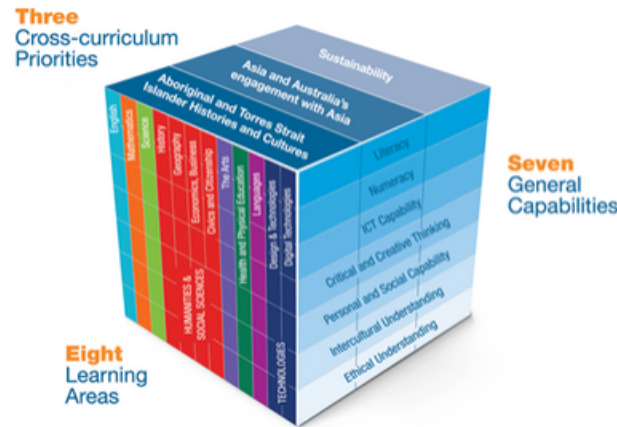 Three
Cross-curriculum
Priorities
Sustainability
Asia and Australia's
engagement with Asia
Aboriginal and Torres Strait
Islander Histories and Cultures
English
Mathematics
Science
History
Geography
Economics, Business
Civics and Citizenship
HUMANITIES &
SOCIAL SCIENCES
The Arts
Health and Physical Education
Languages
Design & Technologies
Digital Technologies
TECHNOLOGIES
Literacy
Numeracy
ICT Capability
Critical and Creative Thinking
Personal and Social Capability
Intercultural Understanding
Ethical Understanding
Seven
General
Capabilities
Eight
Learning
Areas